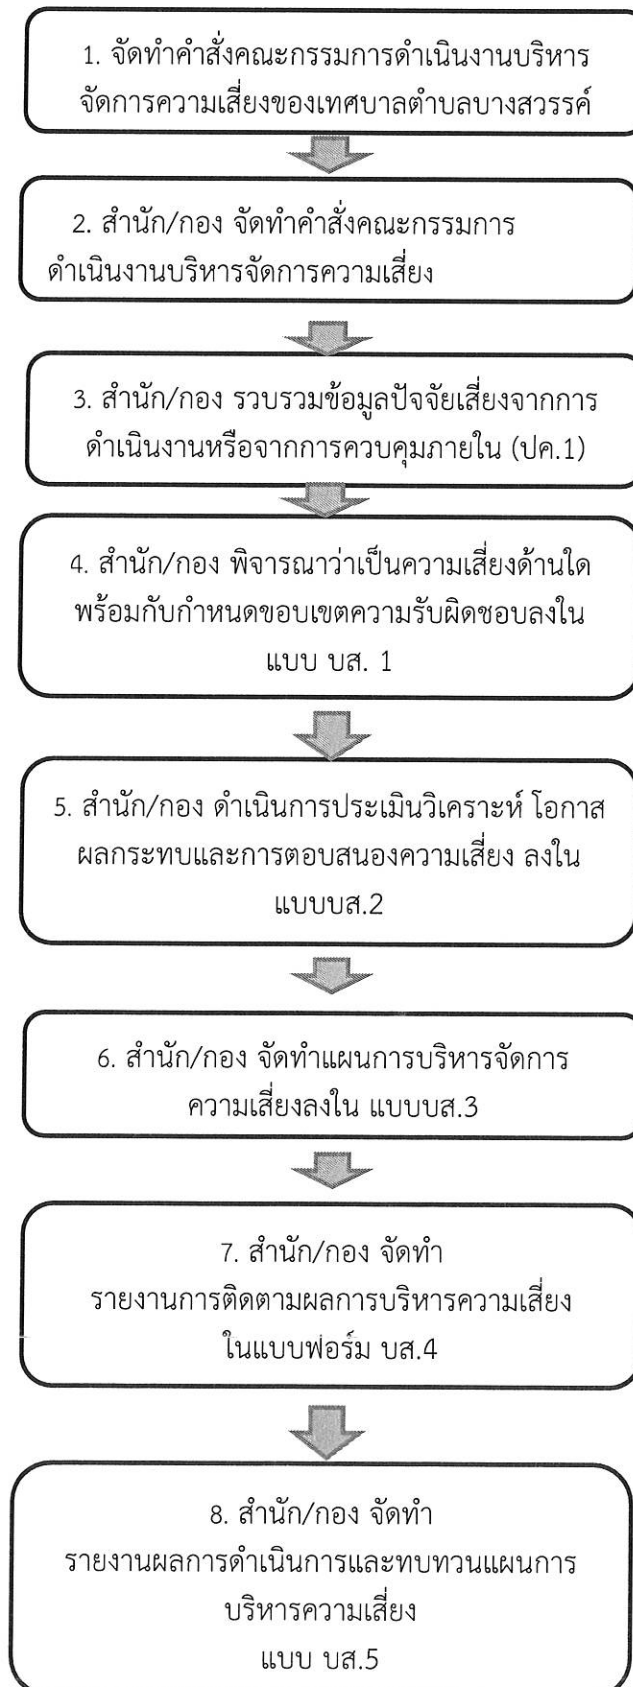 1. จัดทำคำสั่งคณะกรรมการดำเนินงานบริหาร
จัดการความเสี่ยงของเทศบาลตำบลบางสวรรค์
2. สำนัก/กอง จัดทำคำสั่งคณะกรรมการ
ดำเนินงานบริหารจัดการความเสี่ยง
3. สำนัก/กอง รวบรวมข้อมูลปัจจัยเสี่ยงจากการ
ดำเนินงานหรือจากการควบคุมภายใน (ปค.1)
4. สำนัก/กอง พิจารณาว่าเป็นความเสี่ยงด้านใด
พร้อมกับกำหนดขอบเขตความรับผิดชอบลงใน
แบบ บส. 1
5. สำนัก/กอง ดำเนินการประเมินวิเคราะห์ โอกาส
ผลกระทบและการตอบสนองความเสี่ยง ลงใน
แบบบส.2
6. สำนัก/กอง จัดทำแผนการบริหารจัดการ
ความเสี่ยงลงใน แบบบส.3
7. สำนัก/กอง จัดทำ
รายงานการติดตามผลการบริหารความเสี่ยง
ในแบบฟอร์ม บส.4
8. สำนัก/กอง จัดทำ
รายงานผลการดำเนินการและทบทวนแผนการ
บริหารความเสี่ยง
แบบ บส.5